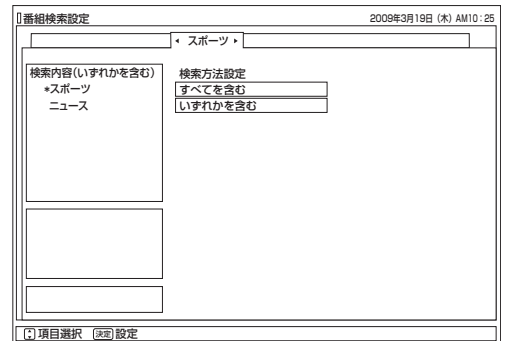 番組検索設定 2009年3月19日(木) AM10:25
スポーツ
検索内容(いずれかを含む)
*スポーツ
ニュース
検索方法設定
すべてを含む
いずれかを含む
項目選択 決定 設定